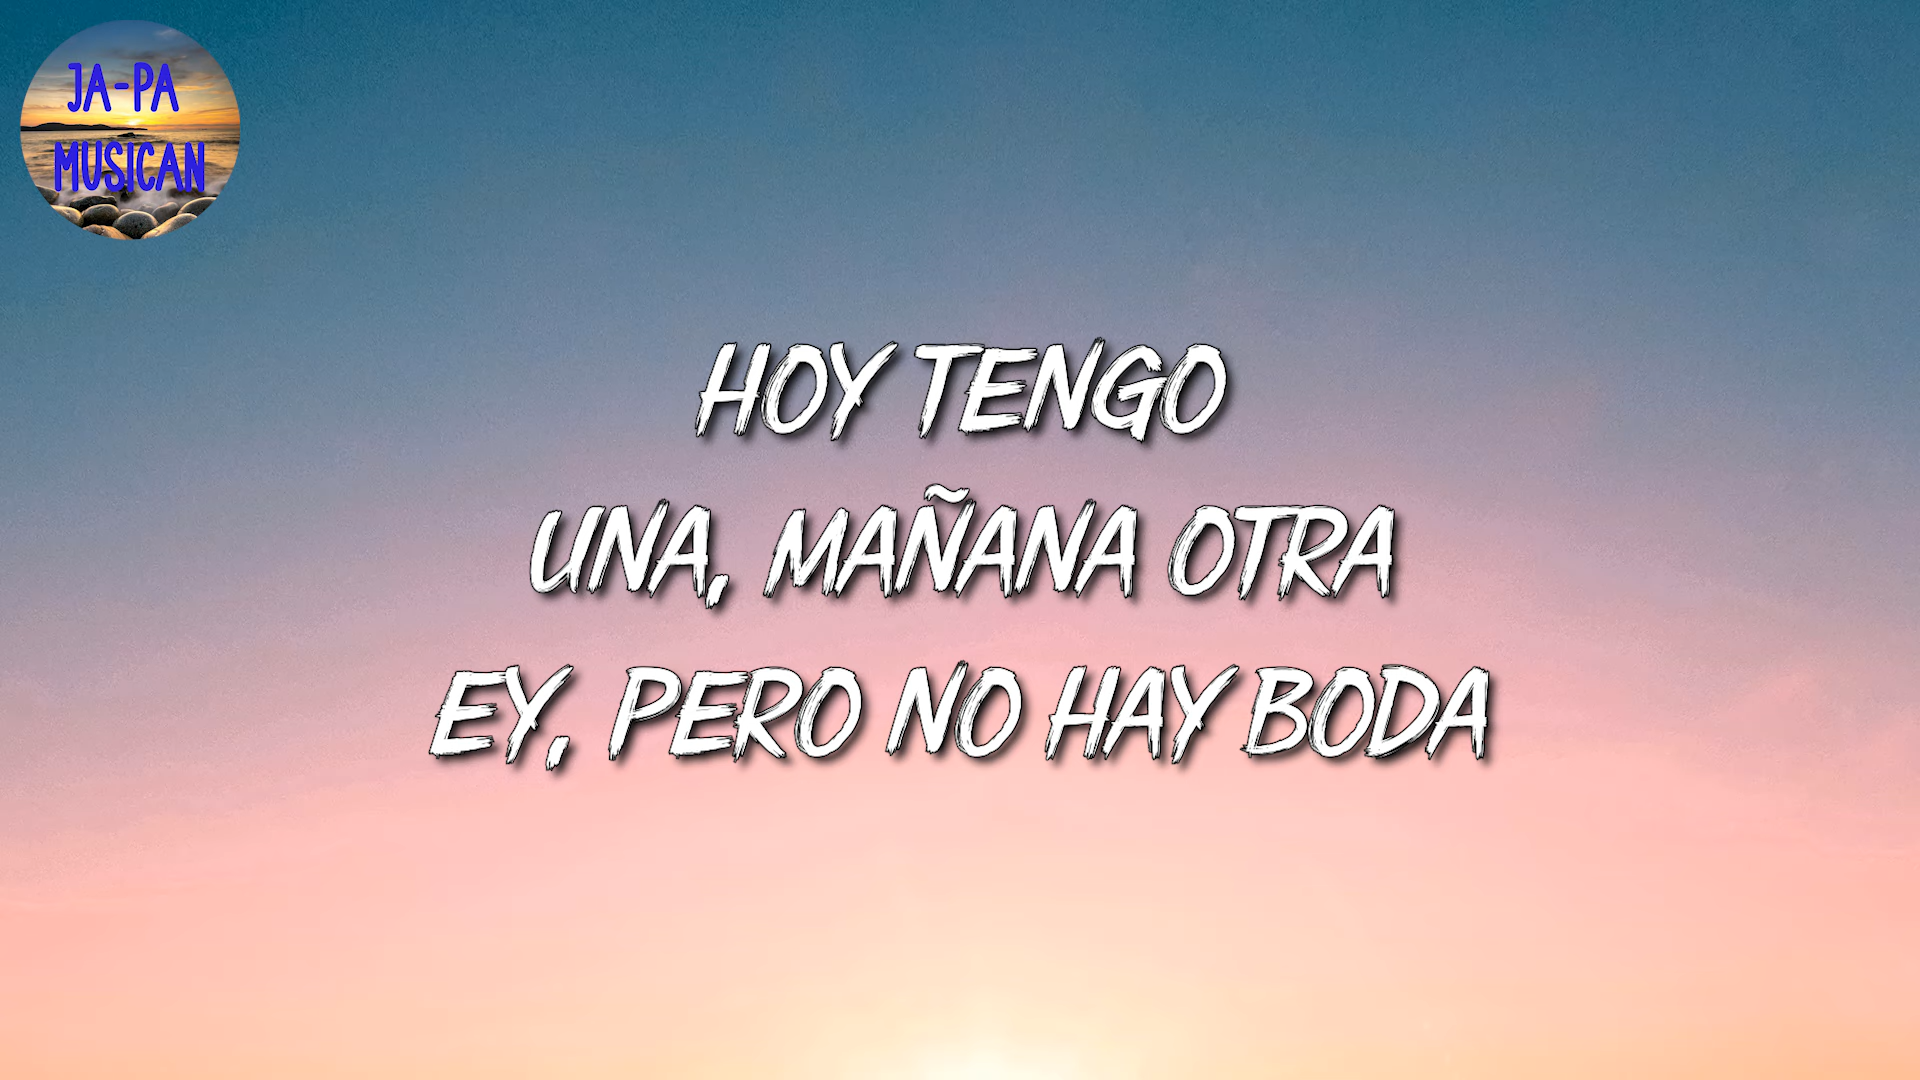 JA-PA
MUSICAN
HOY TENGO
UNA, MAÑANA OTRA
EY, PERO NO HAY BODA